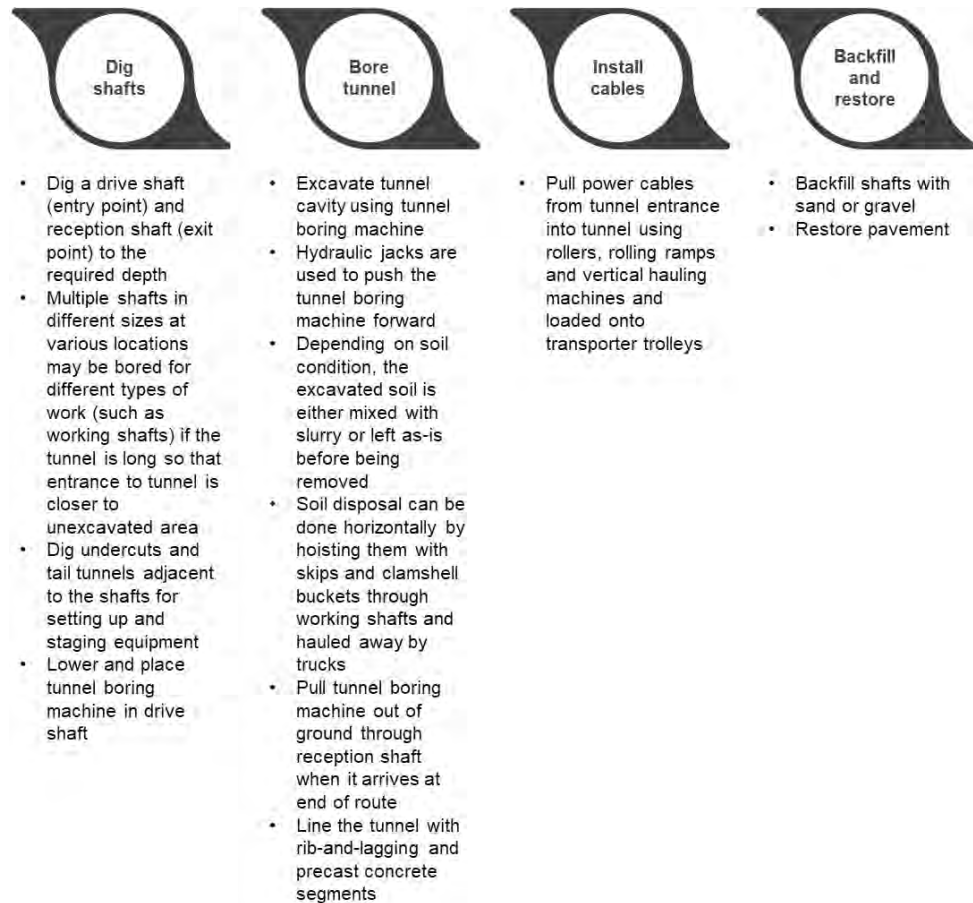 Dig
shafts
Bore
tunnel
Install
cables
Backfill
and
restore
• Dig a drive shaft
(entry point) and
reception shaft (exit
point) to the
required depth
• Multiple shafts in
different sizes at
various locations
may be bored for
different types of
work (such as
working shafts) if the
tunnel is long so that
entrance to tunnel is
closer to
unexcavated area
• Dig undercuts and
tail tunnels adjacent
to the shafts for
setting up and
staging equipment
• Lower and place
tunnel boring
machine in drive
shaft
• Excavate tunnel
cavity using tunnel
boring machine
• Hydraulic jacks are
used to push the
tunnel boring
machine forward
• Depending on soil
condition, the
excavated soil is
either mixed with
slurry or left as-is
before being
removed
• Soil disposal can be
done horizontally by
hoisting them with
skips and clamshell
buckets through
working shafts and
hauled away by
trucks
• Pull tunnel boring
machine out of
ground through
reception shaft
when it arrives at
end of route
• Line the tunnel with
rib-and-lagging and
precast concrete
segments
• Pull power cables
from tunnel entrance
into tunnel using
rollers, rolling ramps
and vertical hauling
machines and
loaded onto
transporter trolleys
• Backfill shafts with
sand or gravel
• Restore pavement